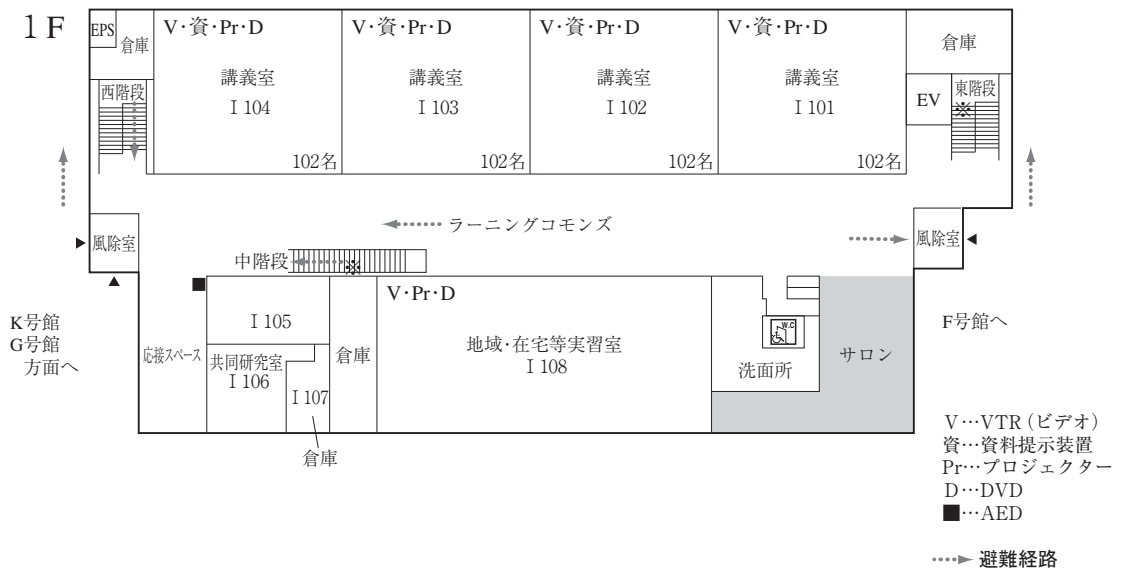 1F
EPS
倉庫
V・資・Pr・D
V・資・Pr・D
V・資・Pr・D
V・資・Pr・D
倉庫
西階段
講義室
I 104
講義室
I 103
講義室
I 102
講義室
I 101
EV
東階段
※
102名
102名
102名
102名
風除室
ラーニングコモンズ
風除室
中階段
※
V・Pr・D
K号館
G号館
方面へ
応接スペース
I 105
共同研究室
I 106
I 107
倉庫
倉庫
地域・在宅等実習室
I 108
W.C
洗面所
サロン
F号館へ
V…VTR（ビデオ）
資…資料提示装置
Pr…プロジェクター
D…DVD
■…AED
避難経路